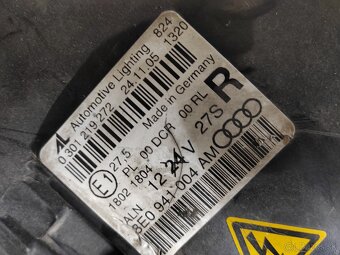 AL Automotive Lighting 824
0 301 219 272 24.11.05 1320
Made in Germany R
E1 27.5 PL 00 DCR 00 RL
1802 1804
ALN 12 24 V 27S
8E0 941 004 AM